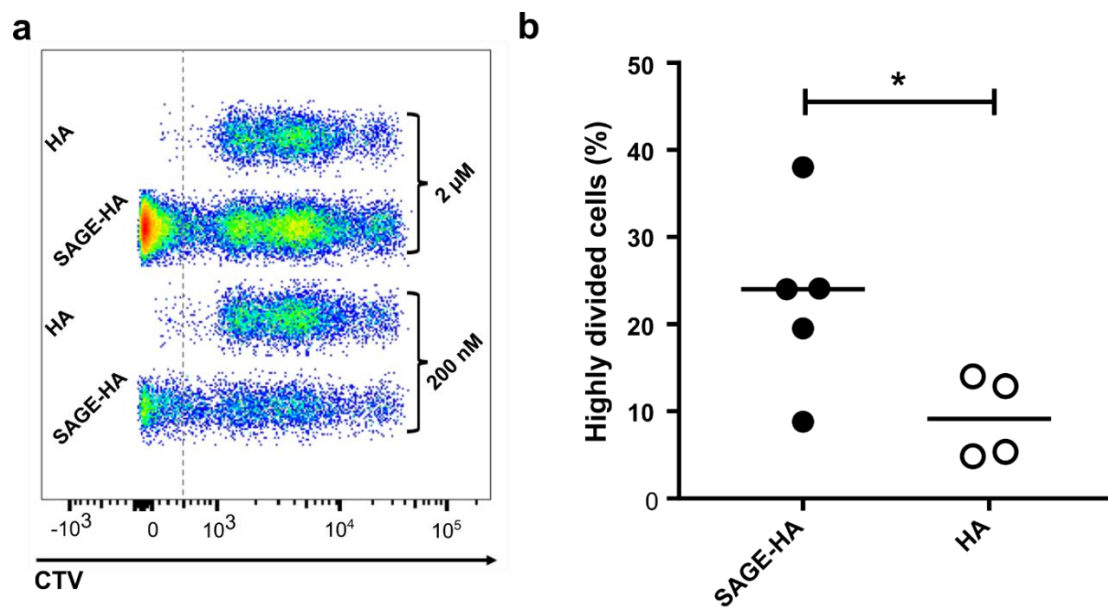 a
HA
SAGE-HA
2 µM
HA
SAGE-HA
200 nM
-10³ 0 10³ 10⁴ 10⁵
CTV
b
Highly divided cells (%)
50
40
30
20
10
0
*
SAGE-HA
HA